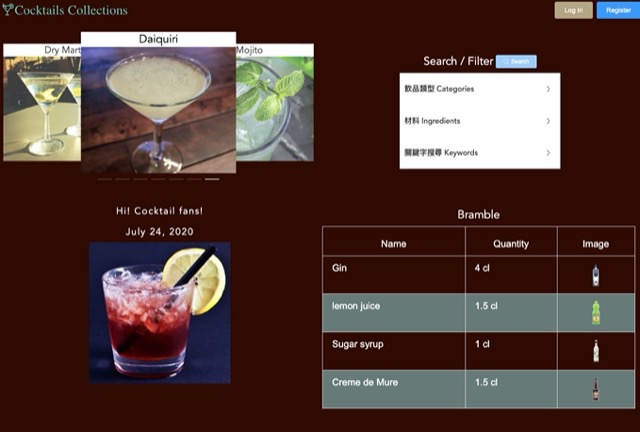 Cocktails Collections
Log In
Register
Dry Mart
Daiquiri
Mojito
Search / Filter
Search
飲品類型 Categories
材料 Ingredients
關鍵字搜尋 Keywords
Hi! Cocktail fans!
July 24, 2020
Bramble
Name Quantity Image
Gin 4 cl
lemon juice 1.5 cl
Sugar syrup 1 cl
Creme de Mure 1.5 cl